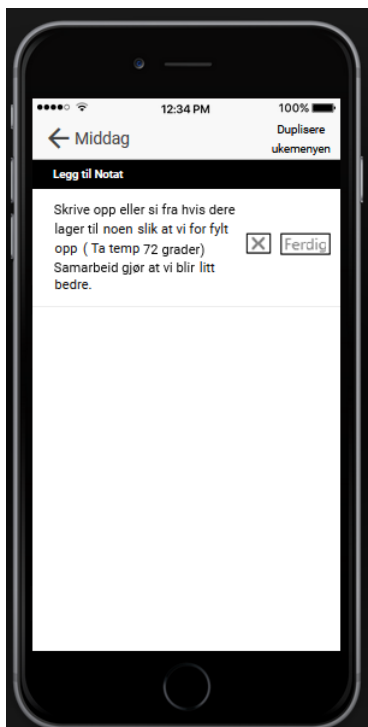 12:34 PM
100%
Middag
Duplisere
ukemenyen
Legg til Notat
Skrive opp eller si fra hvis dere
lager til noen slik at vi for fylt
opp ( Ta temp 72 grader)
Samarbeid gjør at vi blir litt
bedre.
Ferdig